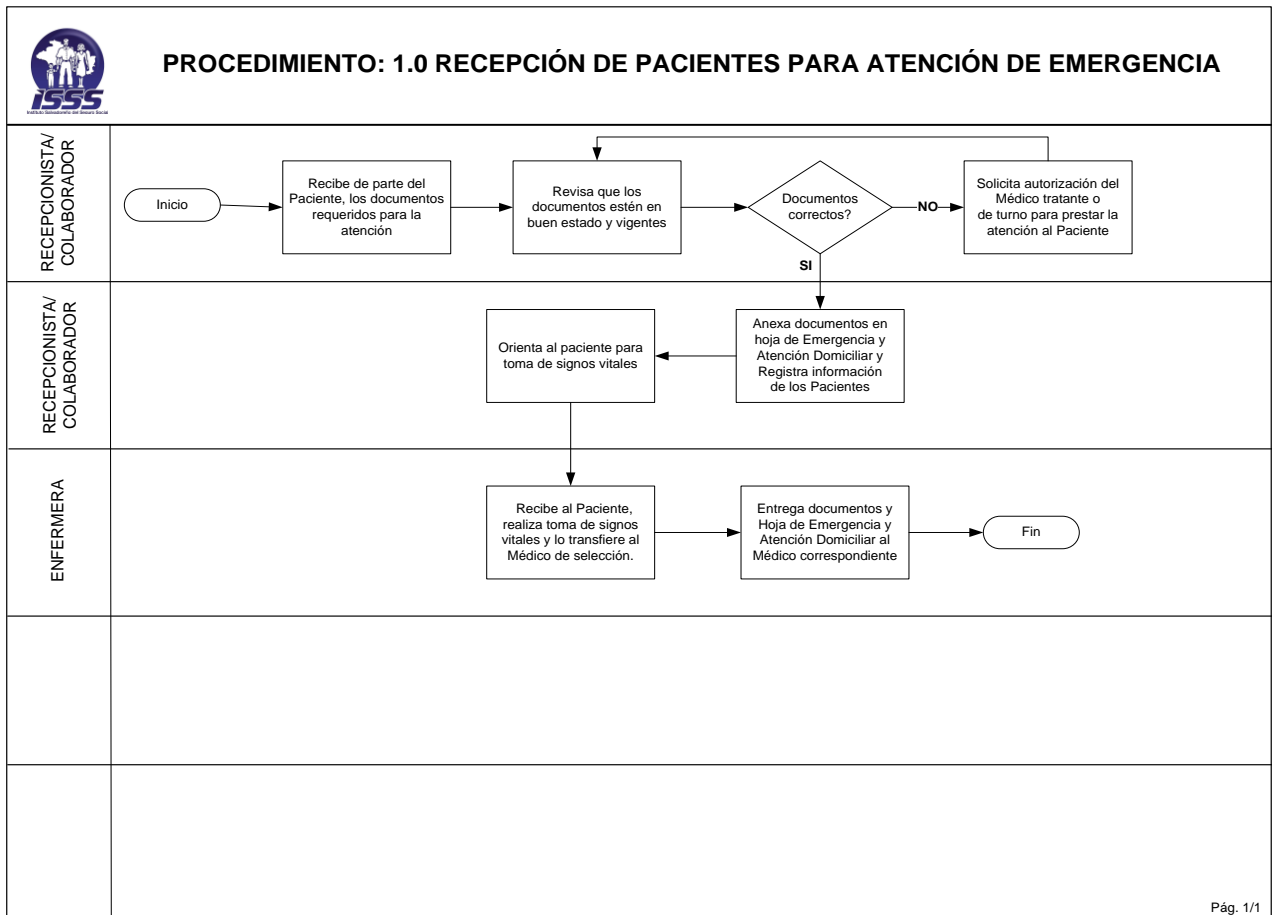 PROCEDIMIENTO: 1.0 RECEPCIÓN DE PACIENTES PARA ATENCIÓN DE EMERGENCIA
ISSS
Instituto Salvadoreño del Seguro Social
RECEPCIONISTA/
COLABORADOR
Inicio
Recibe de parte del
Paciente, los documentos
requeridos para la
atención
Revisa que los
documentos estén en
buen estado y vigentes
Documentos
correctos?
NO
Solicita autorización del
Médico tratante o
de turno para prestar la
atención al Paciente
SI
RECEPCIONISTA/
COLABORADOR
Anexa documentos en
hoja de Emergencia y
Atención Domiciliar y
Registra información
de los Pacientes
Orienta al paciente para
toma de signos vitales
ENFERMERA
Recibe al Paciente,
realiza toma de signos
vitales y lo transfiere al
Médico de selección.
Entrega documentos y
Hoja de Emergencia y
Atención Domiciliar al
Médico correspondiente
Fin
Pág. 1/1